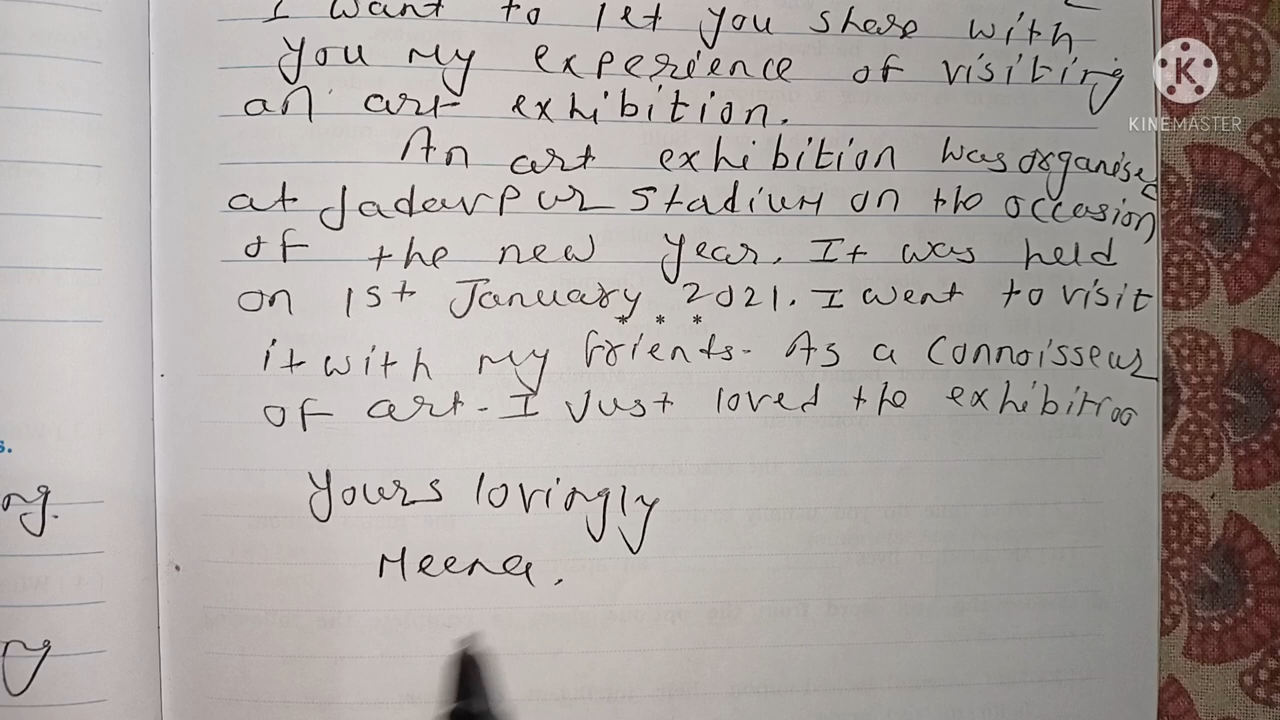 I want to let you share with
you my experience of visiting
an art exhibition.
An art exhibition was organised
at Jadavpur stadium on the occasion
of the new year. It was held
on 1st January 2021. I went to visit
* * *
it with my friends. As a connoisseur
of art. I Just loved the exhibition
Yours lovingly
Meena.
KINEMASTER
s.
ng.
y